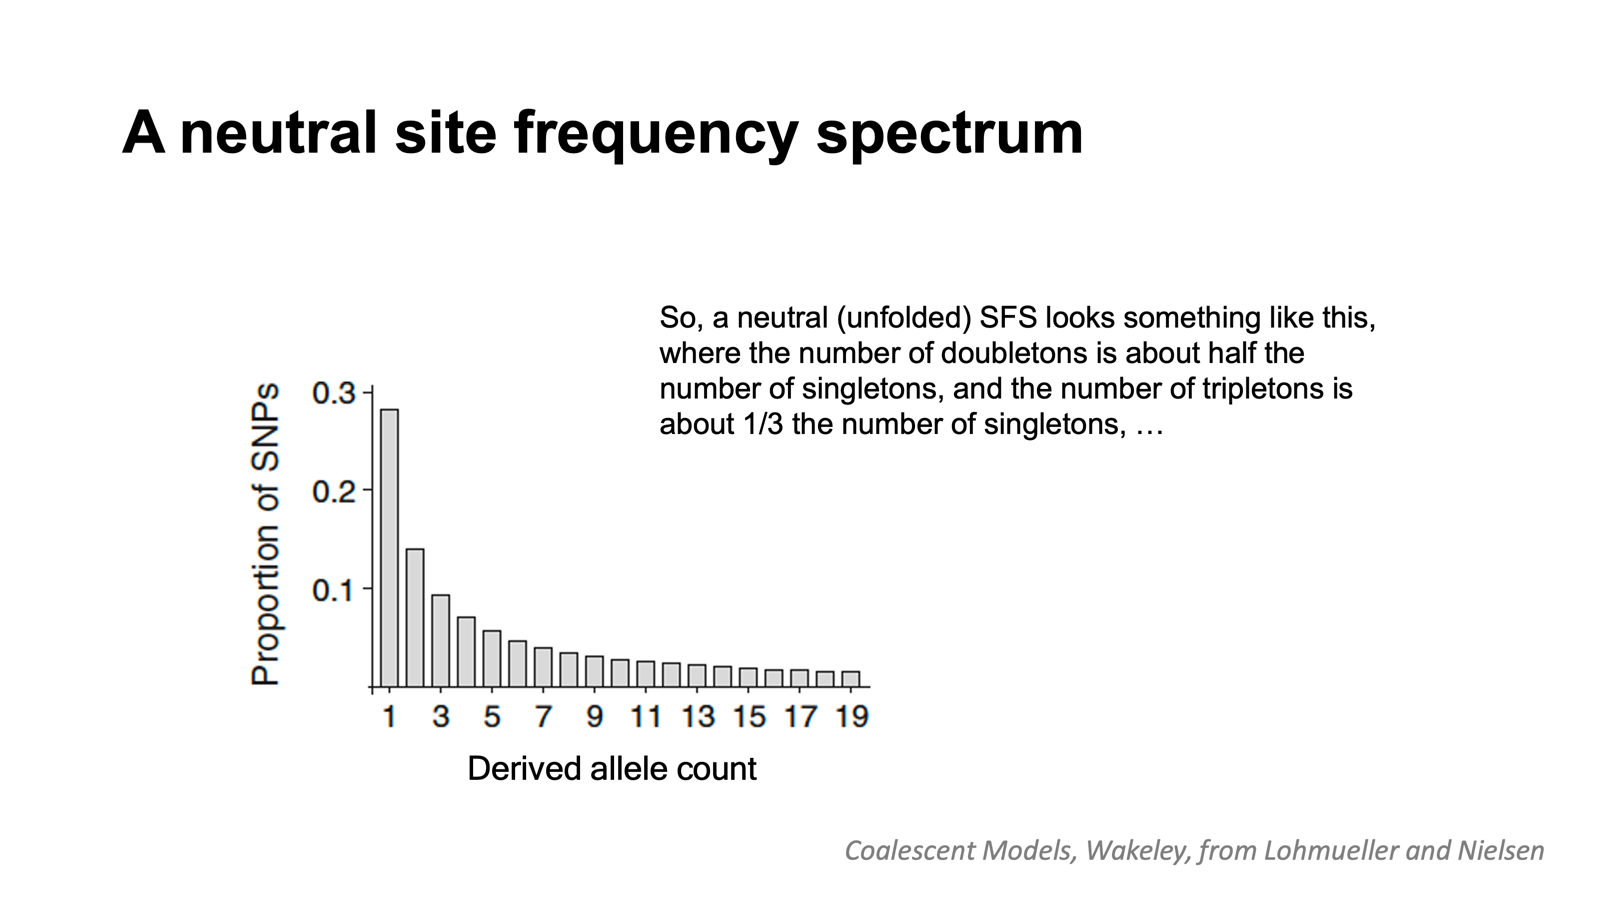 A neutral site frequency spectrum
So, a neutral (unfolded) SFS looks something like this,
where the number of doubletons is about half the
number of singletons, and the number of tripletons is
about 1/3 the number of singletons, …
Proportion of SNPs
0.3
0.2
0.1
1 3 5 7 9 11 13 15 17 19
Derived allele count
Coalescent Models, Wakeley, from Lohmueller and Nielsen